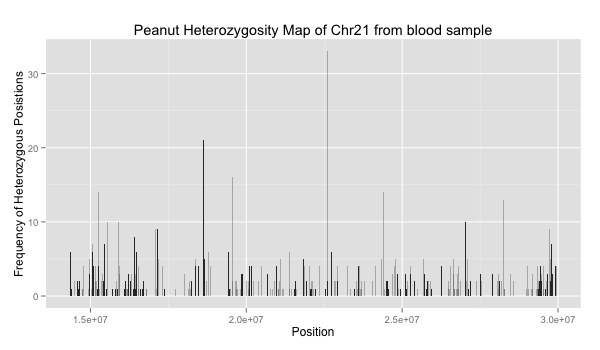 Peanut Heterozygosity Map of Chr21 from blood sample
Frequency of Heterozygous Posistions
30
20
10
0
1.5e+07 2.0e+07 2.5e+07 3.0e+07
Position